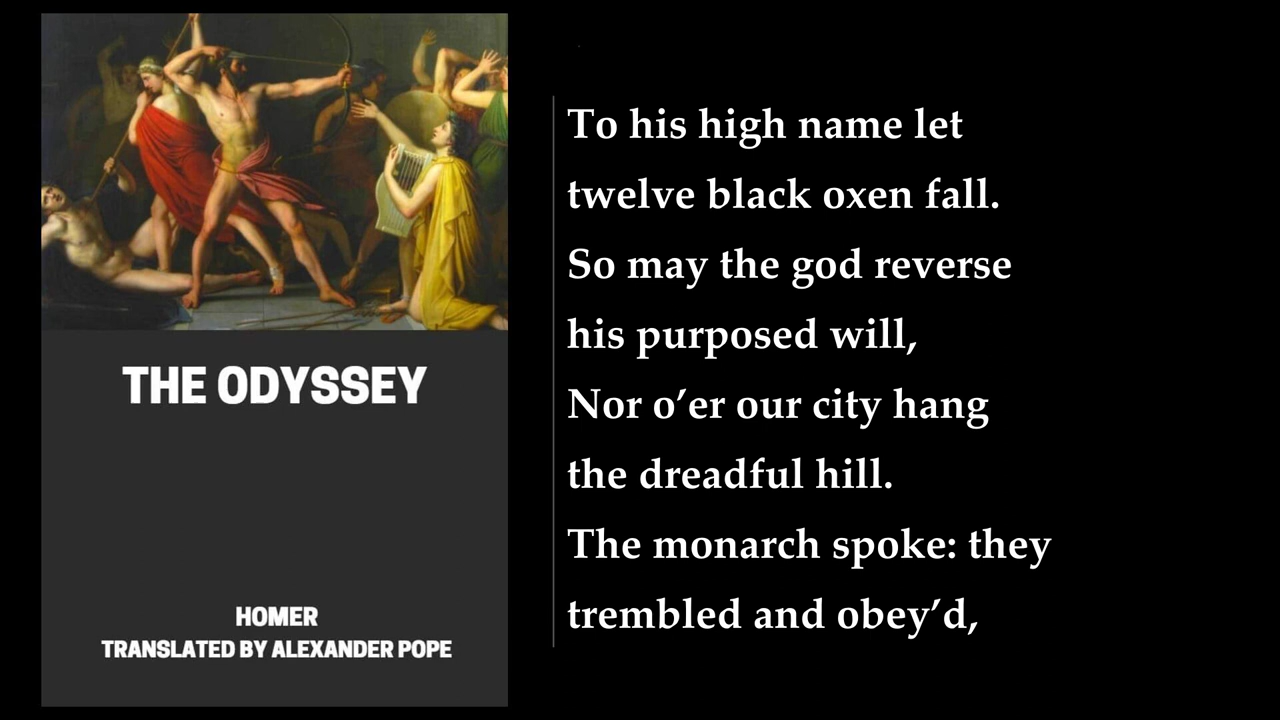 THE ODYSSEY
HOMER
TRANSLATED BY ALEXANDER POPE
To his high name let
twelve black oxen fall.
So may the god reverse
his purposed will,
Nor o’er our city hang
the dreadful hill.
The monarch spoke: they
trembled and obey’d,